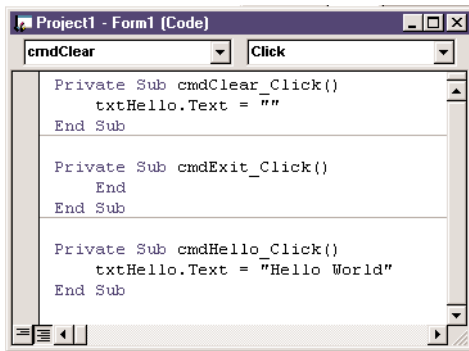 Project1 - Form1 (Code)
cmdClear Click
Private Sub cmdClear_Click()
txtHello.Text = ""
End Sub
Private Sub cmdExit_Click()
End
End Sub
Private Sub cmdHello_Click()
txtHello.Text = "Hello World"
End Sub